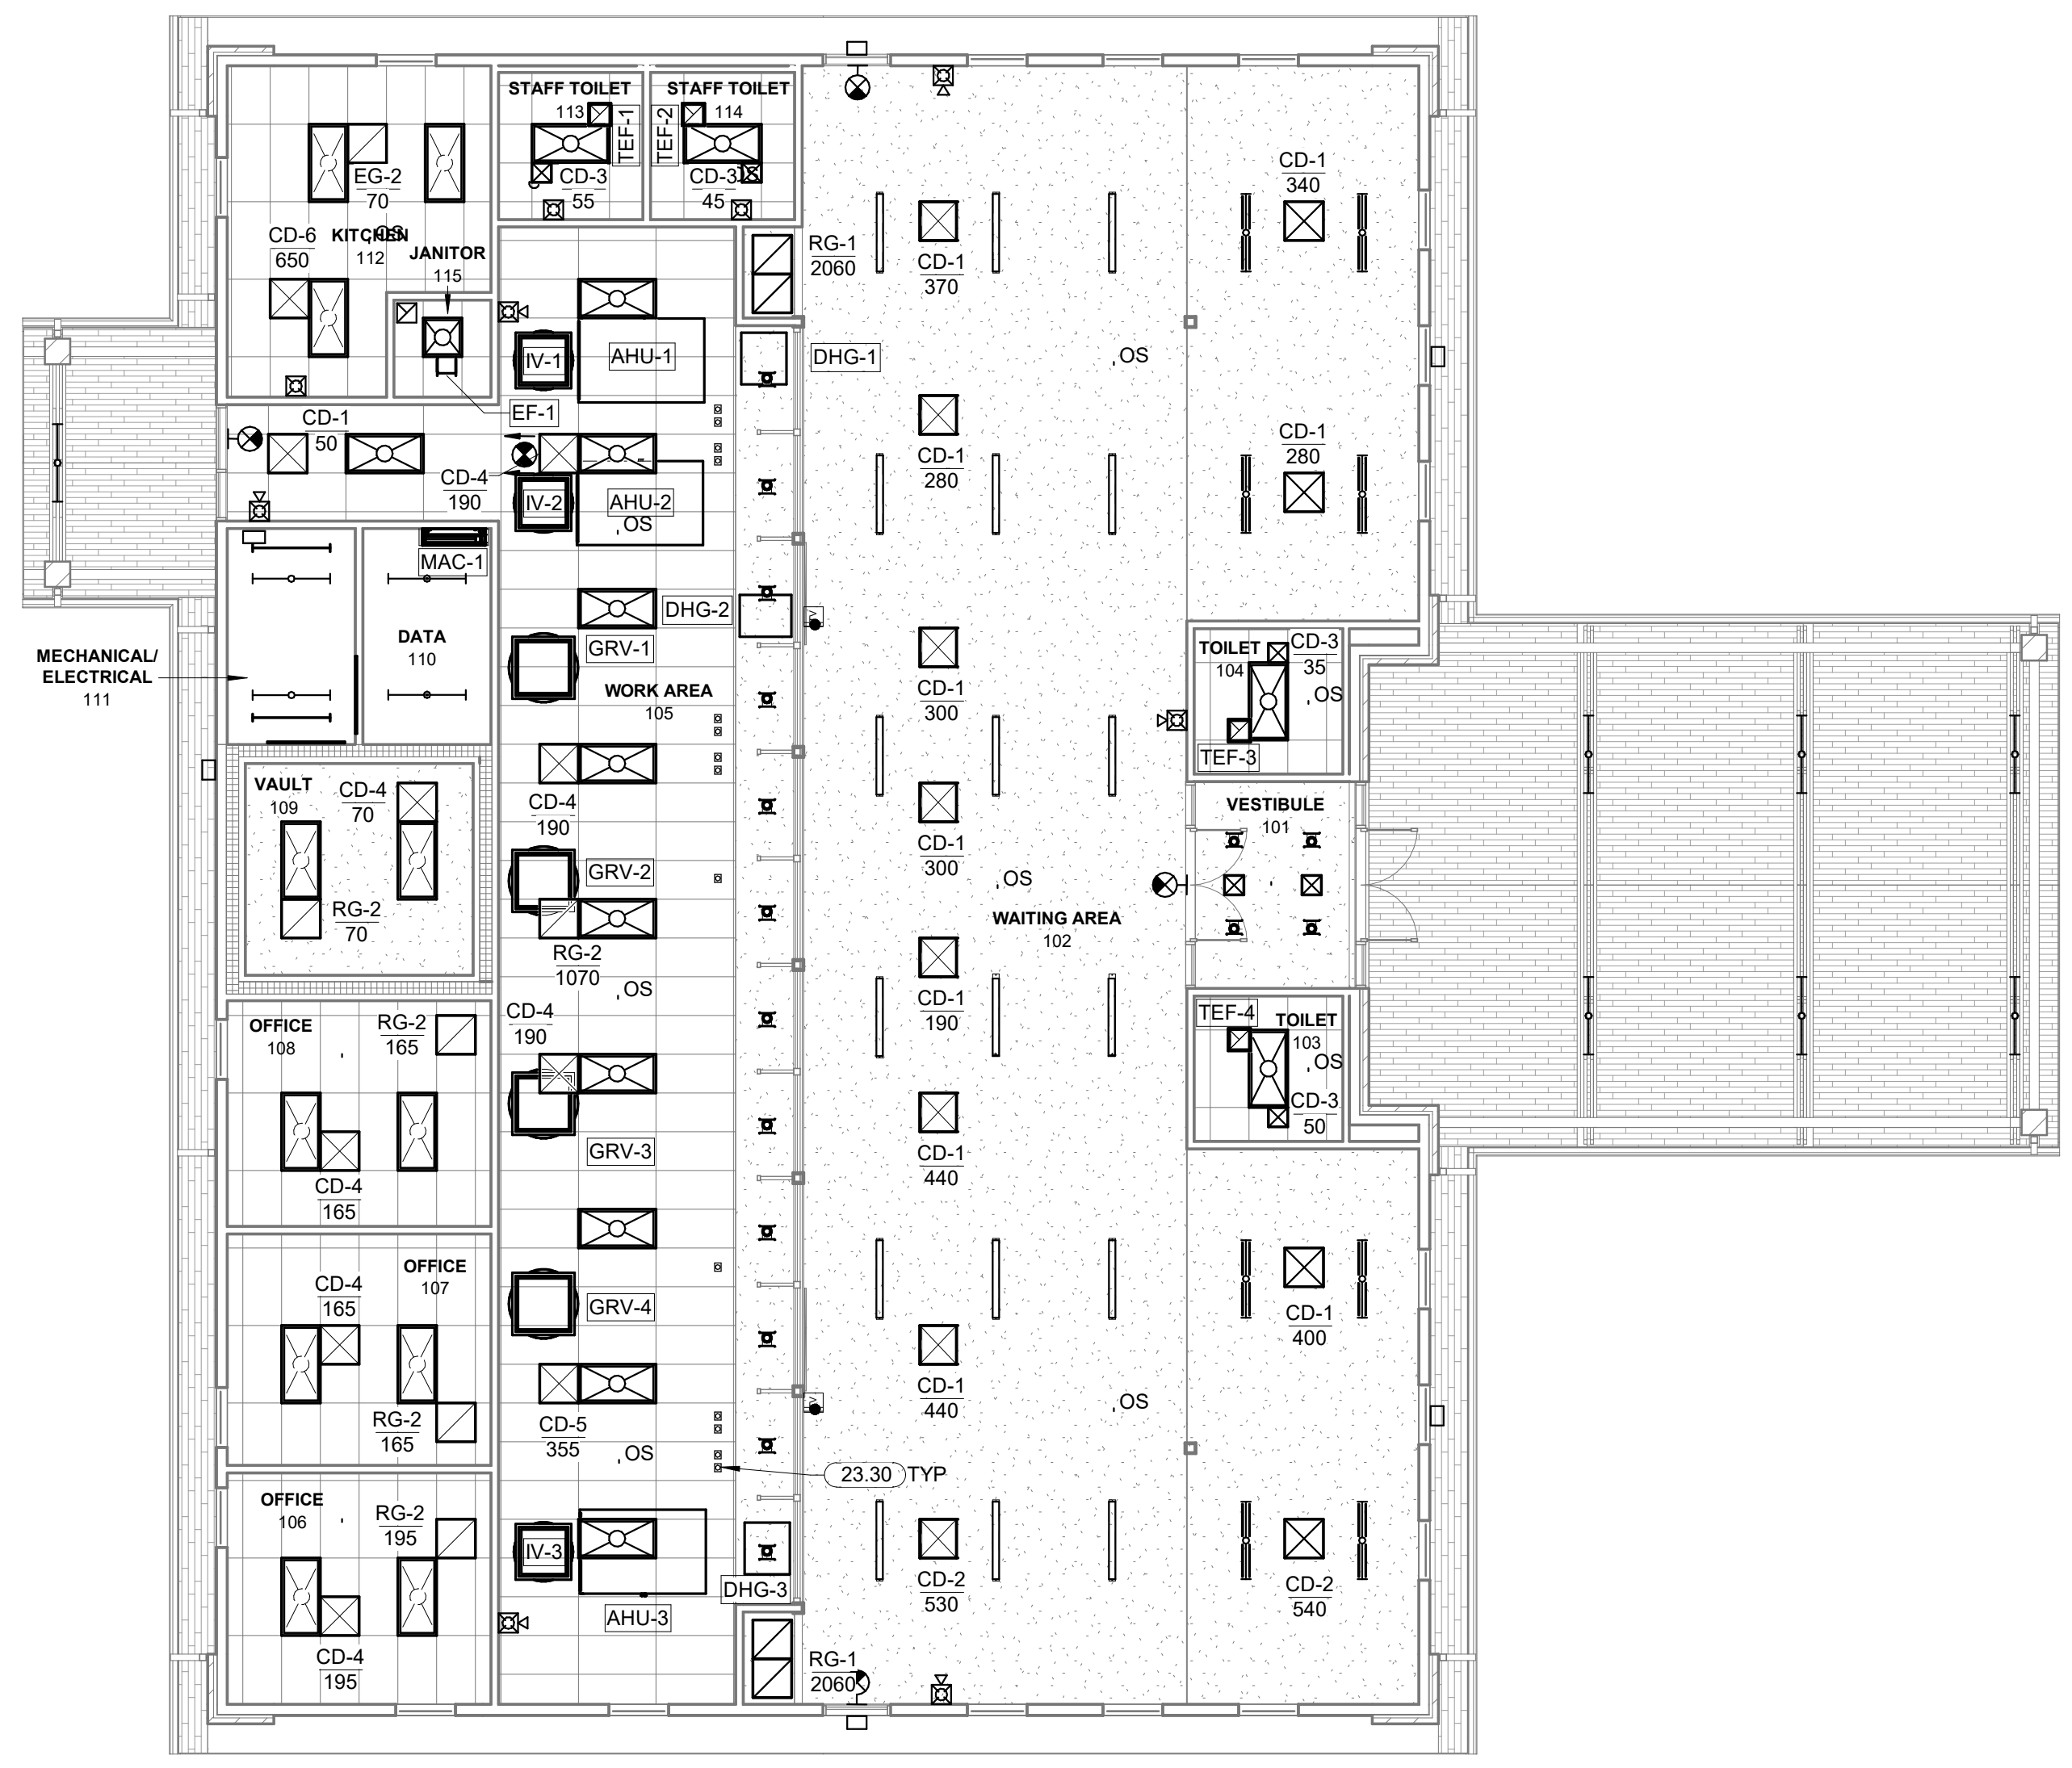 STAFF TOILET
113
TEF-1
CD-3
55
STAFF TOILET
114
TEF-2
CD-3
OS
45
EG-2
70
CD-6
650
KITCHEN
112
OS
JANITOR
115
RG-1
2060
CD-1
370
CD-1
340
IV-1
AHU-1
DHG-1
OS
EF-1
CD-1
50
CD-4
190
IV-2
AHU-2
OS
CD-1
280
CD-1
280
MAC-1
DATA
110
MECHANICAL/
ELECTRICAL
111
DHG-2
GRV-1
WORK AREA
105
CD-1
300
TOILET
104
CD-3
35
OS
TEF-3
VAULT
109
CD-4
70
RG-2
70
CD-4
190
GRV-2
RG-2
1070
OS
CD-1
300
OS
WAITING AREA
102
VESTIBULE
101
CD-1
190
OFFICE
108
RG-2
165
CD-4
165
CD-4
190
GRV-3
CD-1
440
TEF-4
TOILET
103
OS
CD-3
50
OFFICE
107
CD-4
165
RG-2
165
GRV-4
CD-5
355
OS
CD-1
440
OS
CD-1
400
23.30 TYP
OFFICE
106
RG-2
195
CD-4
195
IV-3
AHU-3
DHG-3
CD-2
530
CD-2
540
RG-1
2060